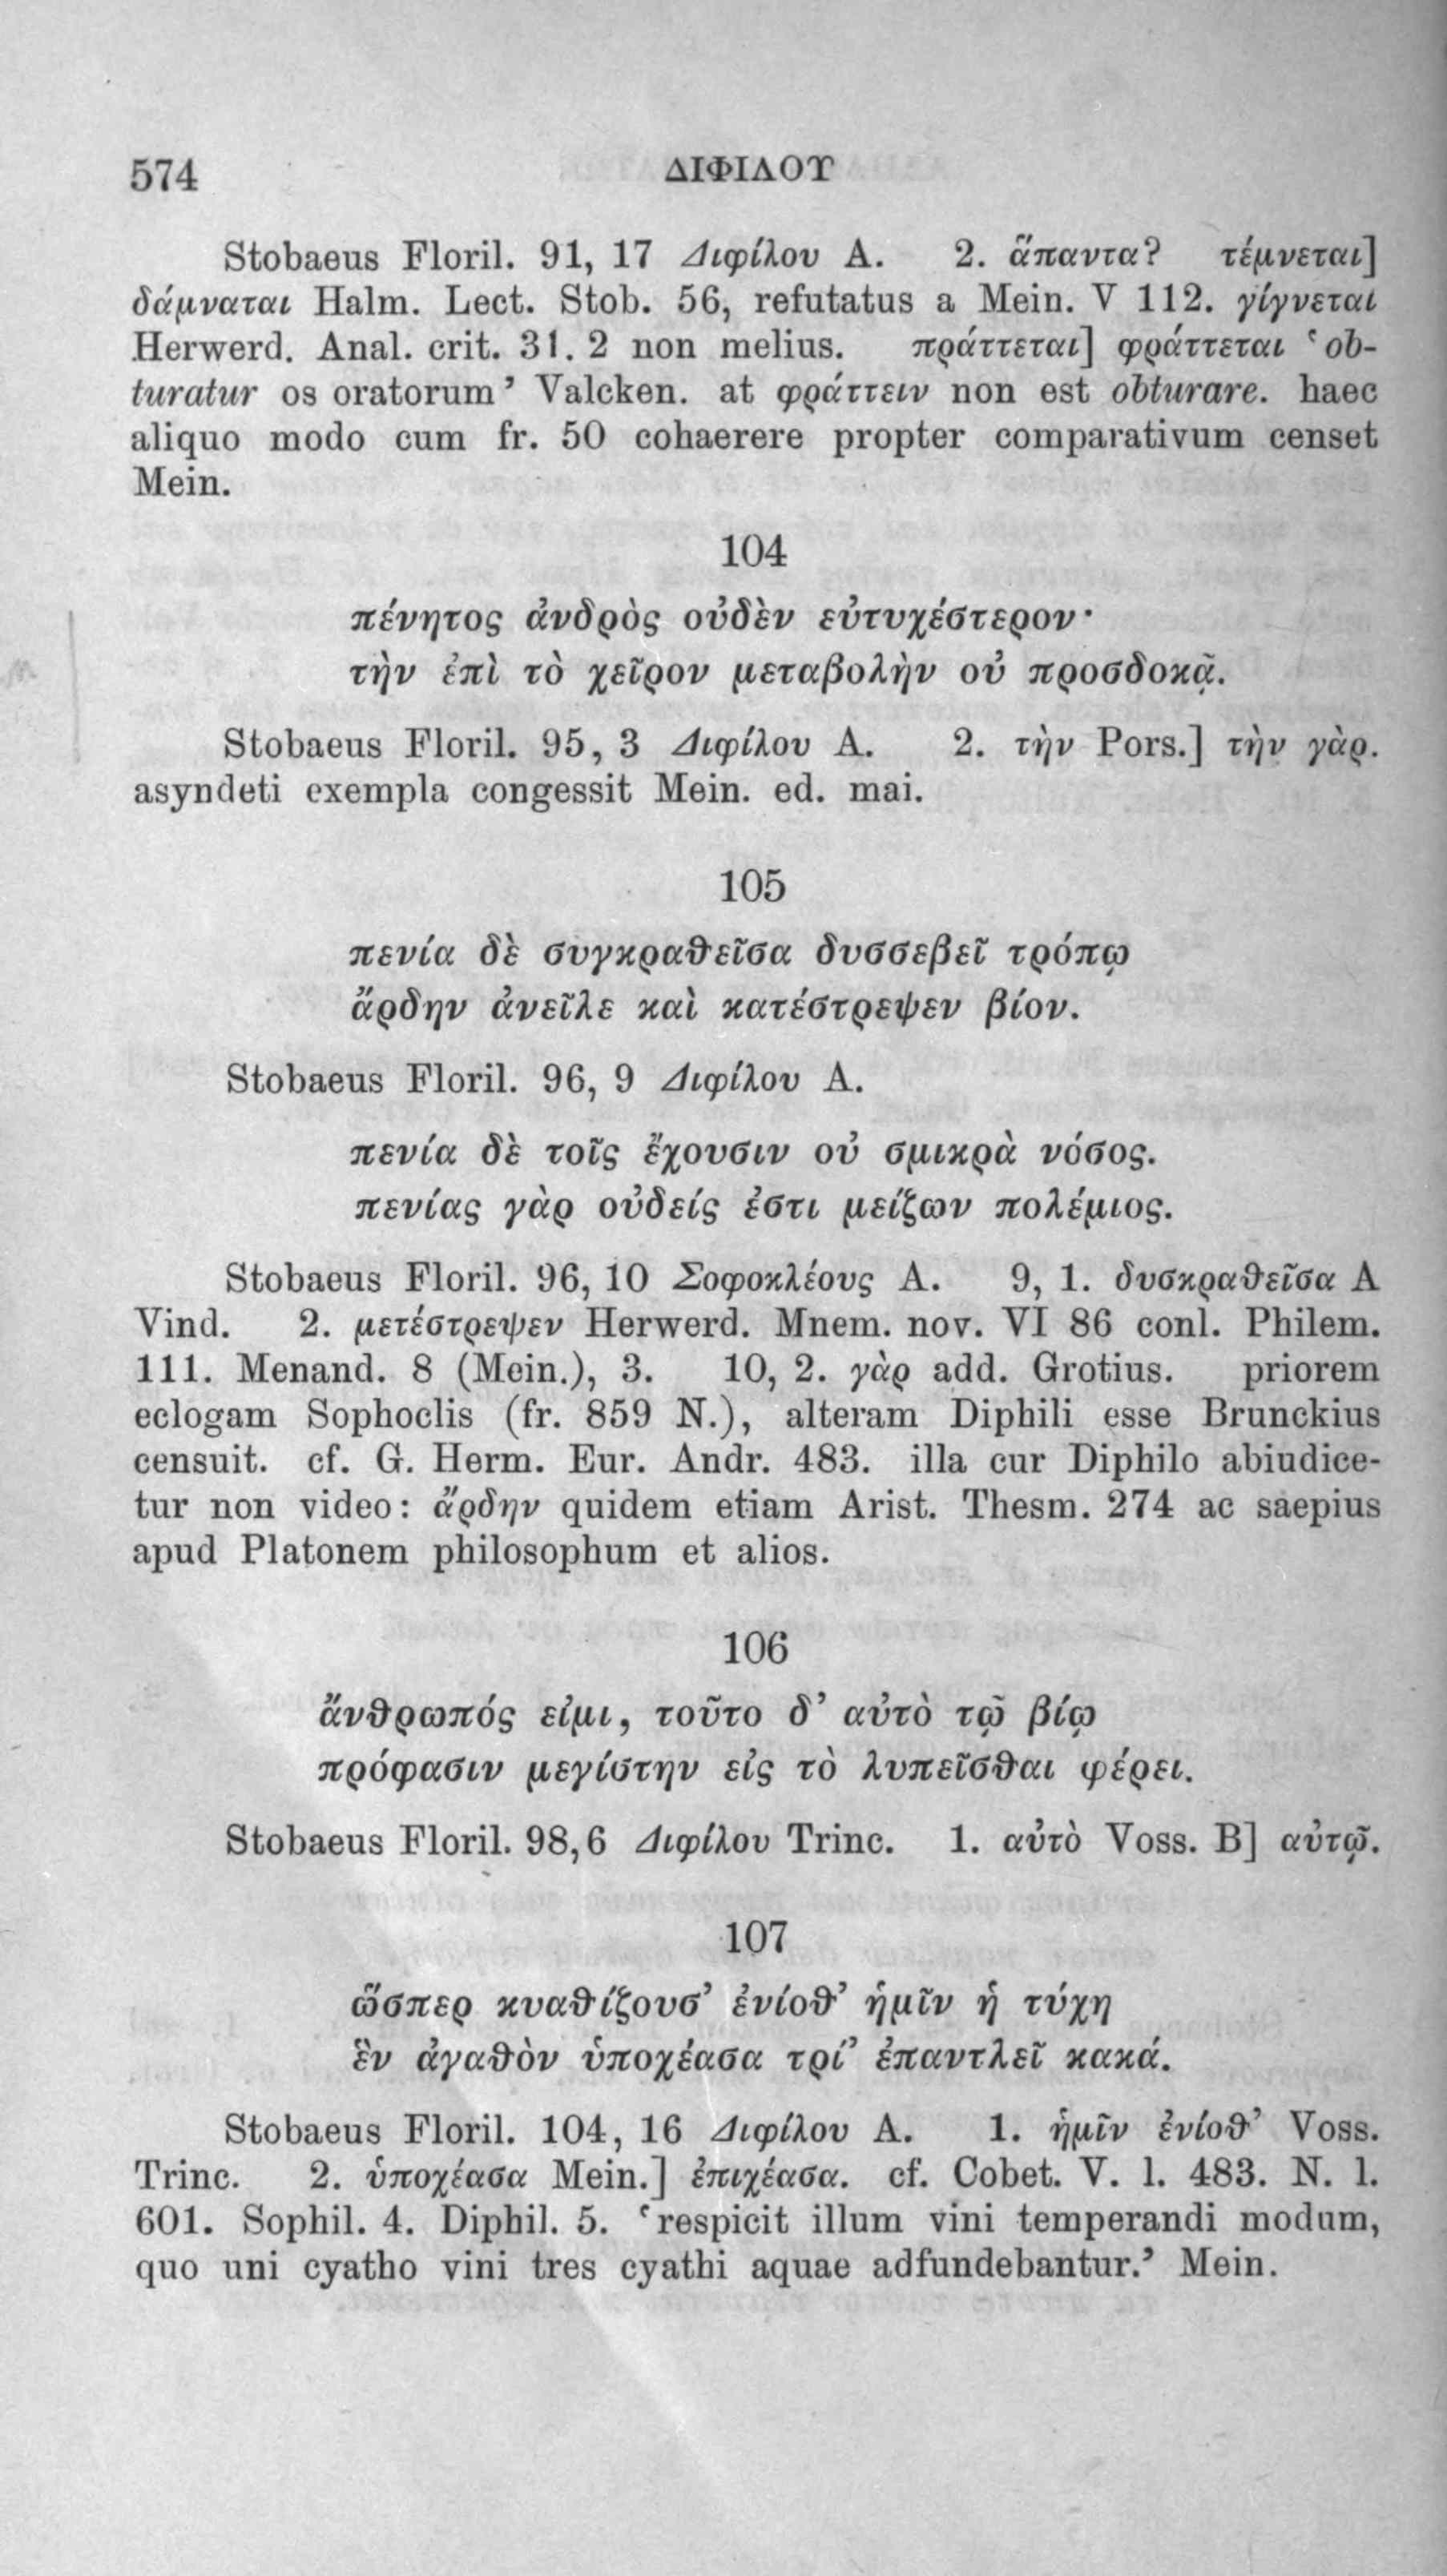 574 ΔΙΦΙΛΟΥ
Stobaeus Floril. 91, 17 Διφίλου A. 2. ἅπαντα? τέμνεται]
δάμναται Halm. Lect. Stob. 56, refutatus a Mein. V 112. γίγνεται
Herwerd. Anal. crit. 31. 2 non melius. πράττεται] φράττεται ‘ob-
turatur os oratorum’ Valcken. at φράττειν non est obturare. haec
aliquo modo cum fr. 50 cohaerere propter comparativum censet
Mein.
104
πένητος ἀνδρὸς οὐδὲν εὐτυχέστερον·
τὴν ἐπὶ τὸ χεῖρον μεταβολὴν οὐ προσδοκᾷ.
Stobaeus Floril. 95, 3 Διφίλου A. 2. τὴν Pors.] τὴν γὰρ.
asyndeti exempla congessit Mein. ed. mai.
105
πενία δὲ συγκραθεῖσα δυσσεβεῖ τρόπῳ
ἄρδην ἀνεῖλε καὶ κατέστρεψεν βίον.
Stobaeus Floril. 96, 9 Διφίλου A.
πενία δὲ τοῖς ἔχουσιν οὐ σμικρὰ νόσος.
πενίας γὰρ οὐδείς ἐστι μείζων πολέμιος.
Stobaeus Floril. 96, 10 Σοφοκλέους A. 9, 1. δυσκραθεῖσα A
Vind. 2. μετέστρεψεν Herwerd. Mnem. nov. VI 86 conl. Philem.
111. Menand. 8 (Mein.), 3. 10, 2. γὰρ add. Grotius. priorem
eclogam Sophoclis (fr. 859 N.), alteram Diphili esse Brunckius
censuit. cf. G. Herm. Eur. Andr. 483. illa cur Diphilo abiudice-
tur non video: ἄρδην quidem etiam Arist. Thesm. 274 ac saepius
apud Platonem philosophum et alios.
106
ἄνθρωπός εἰμι, τοῦτο δ’ αὐτὸ τῷ βίῳ
πρόφασιν μεγίστην εἰς τὸ λυπεῖσθαι φέρει.
Stobaeus Floril. 98,6 Διφίλου Trinc. 1. αὐτὸ Voss. B] αὐτῷ.
107
ὥσπερ κυαθίζουσ’ ἐνίοθ’ ἡμῖν ἡ τύχη
ἓν ἀγαθὸν ὑποχέασα τρί’ ἐπαντλεῖ κακά.
Stobaeus Floril. 104, 16 Διφίλου A. 1. ἡμῖν ἐνίοθ’ Voss.
Trinc. 2. ὑποχέασα Mein.] ἐπιχέασα. cf. Cobet. V. l. 483. N. l.
601. Sophil. 4. Diphil. 5. ‘respicit illum vini temperandi modum,
quo uni cyatho vini tres cyathi aquae adfundebantur.’ Mein.